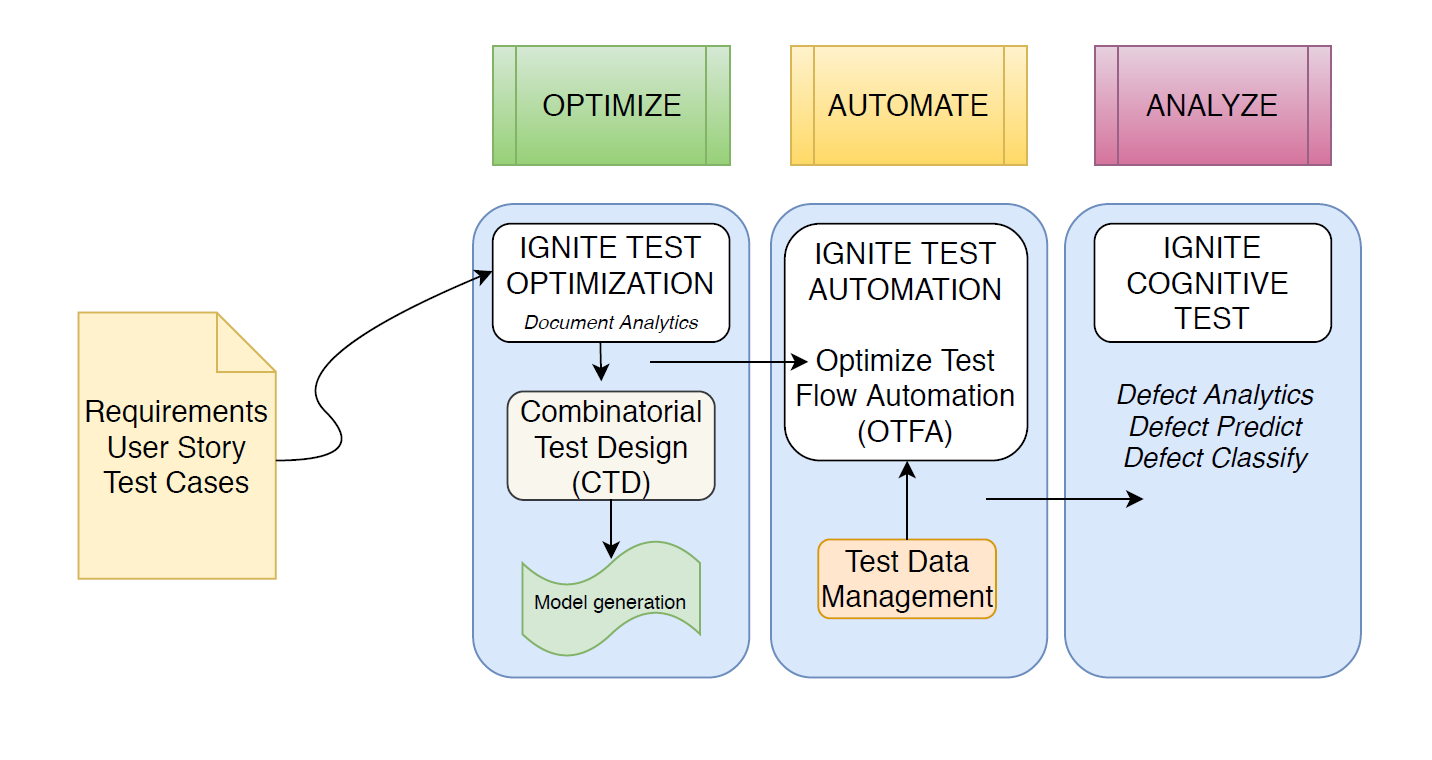 OPTIMIZE
AUTOMATE
ANALYZE
Requirements
User Story
Test Cases
IGNITE TEST
OPTIMIZATION
Document Analytics
Combinatorial
Test Design
(CTD)
Model generation
IGNITE TEST
AUTOMATION
Optimize Test
Flow Automation
(OTFA)
Test Data
Management
IGNITE
COGNITIVE
TEST
Defect Analytics
Defect Predict
Defect Classify